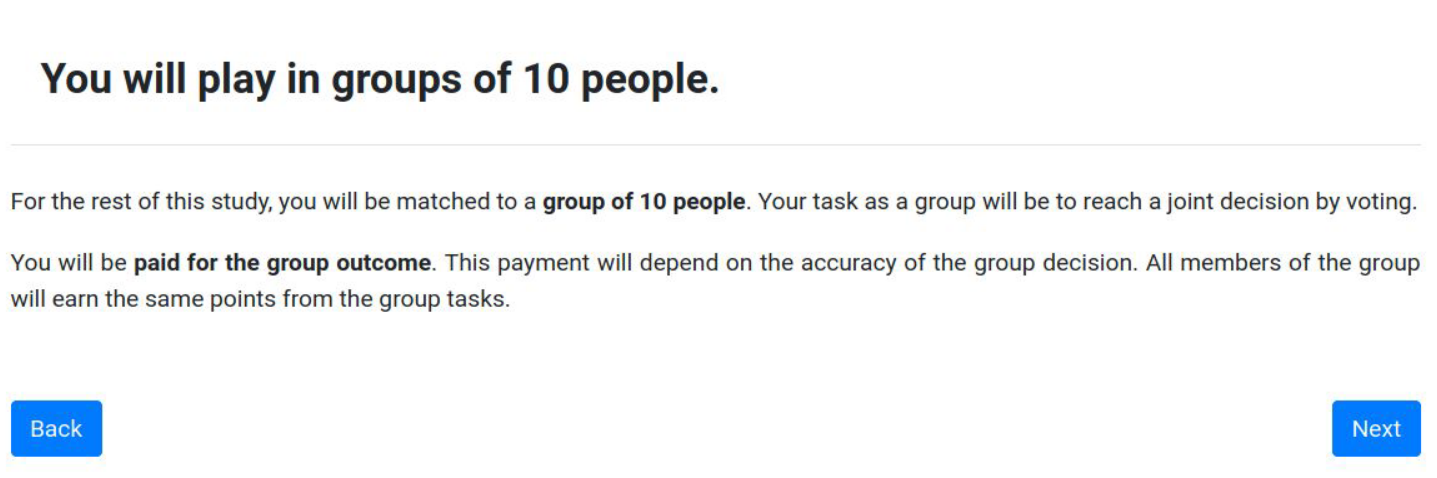 You will play in groups of 10 people.
For the rest of this study, you will be matched to a group of 10 people. Your task as a group will be to reach a joint decision by voting.
You will be paid for the group outcome. This payment will depend on the accuracy of the group decision. All members of the group
will earn the same points from the group tasks.
Back
Next